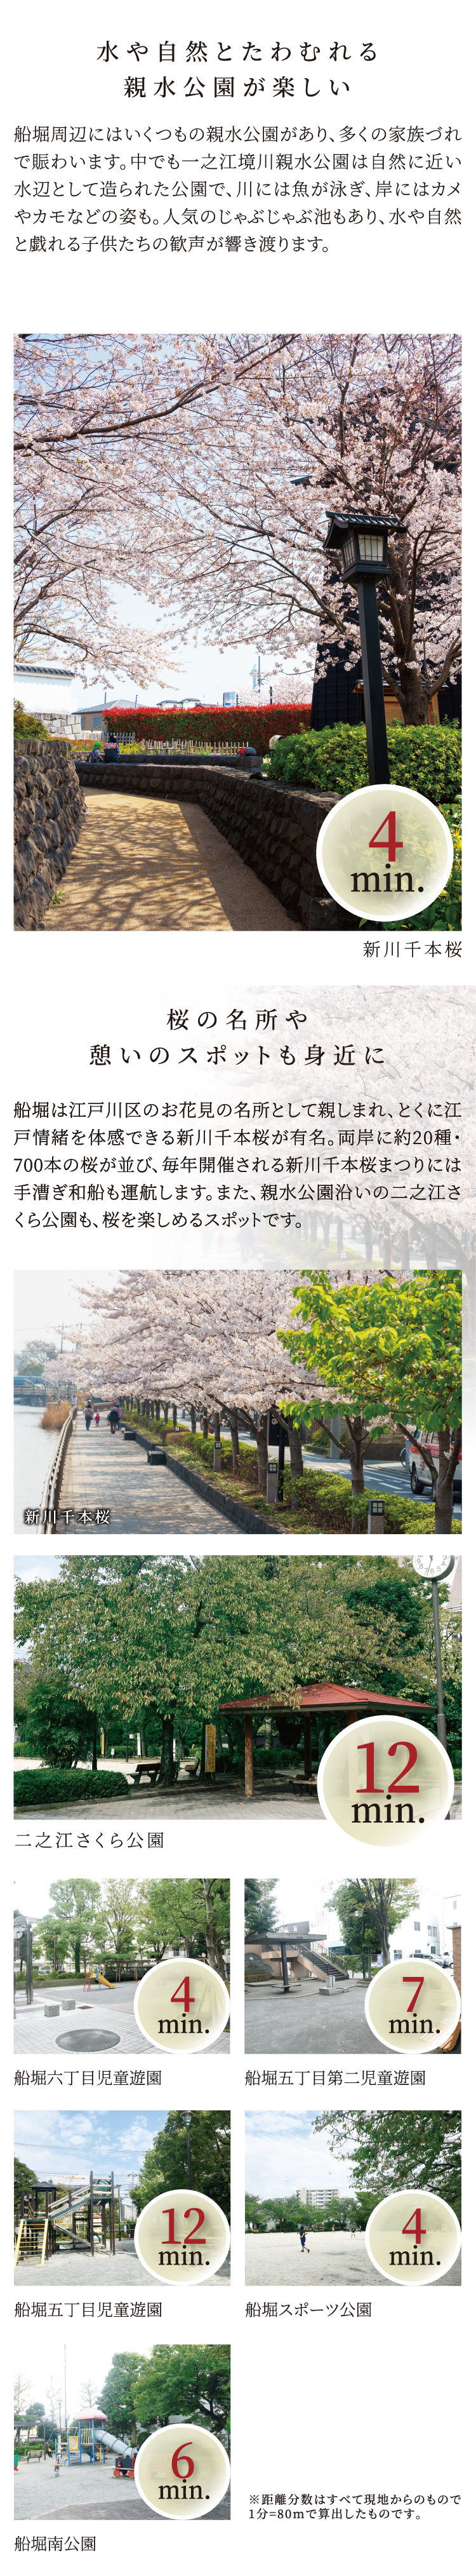 水や自然とたわむれる
親水公園が楽しい
船堀周辺にはいくつもの親水公園があり、多くの家族づれ
で賑わいます。中でも一之江境川親水公園は自然に近い
水辺として造られた公園で、川には魚が泳ぎ、岸にはカメ
やカモなどの姿も。人気のじゃぶじゃぶ池もあり、水や自然
と戯れる子供たちの歓声が響き渡ります。
4
min.
新川千本桜
桜の名所や
憩いのスポットも身近に
船堀は江戸川区のお花見の名所として親しまれ、とくに江
戸情緒を体感できる新川千本桜が有名。両岸に約20種・
700本の桜が並び、毎年開催される新川千本桜まつりには
手漕ぎ和船も運航します。また、親水公園沿いの二之江さ
くら公園も、桜を楽しめるスポットです。
新川千本桜
12
min.
二之江さくら公園
4
min.
船堀六丁目児童遊園
7
min.
船堀五丁目第二児童遊園
12
min.
船堀五丁目児童遊園
4
min.
船堀スポーツ公園
6
min.
船堀南公園
※距離分数はすべて現地からのもので
1分=80mで算出したものです。